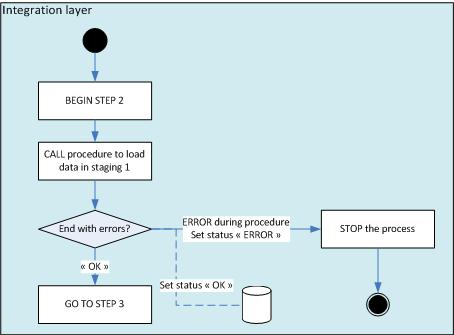 Integration layer
BEGIN STEP 2
CALL procedure to load
data in staging 1
End with errors?
ERROR during procedure
Set status « ERROR »
STOP the process
« OK »
Set status « OK »
GO TO STEP 3